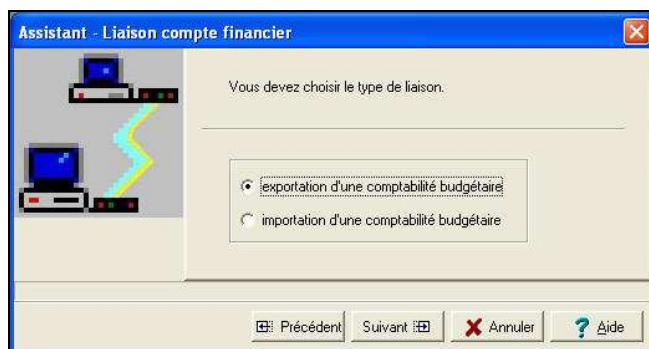 Assistant - Liaison compte financier
Vous devez choisir le type de liaison.
exportation d'une comptabilité budgétaire
importation d'une comptabilité budgétaire
Précédent Suivant Annuler Aide